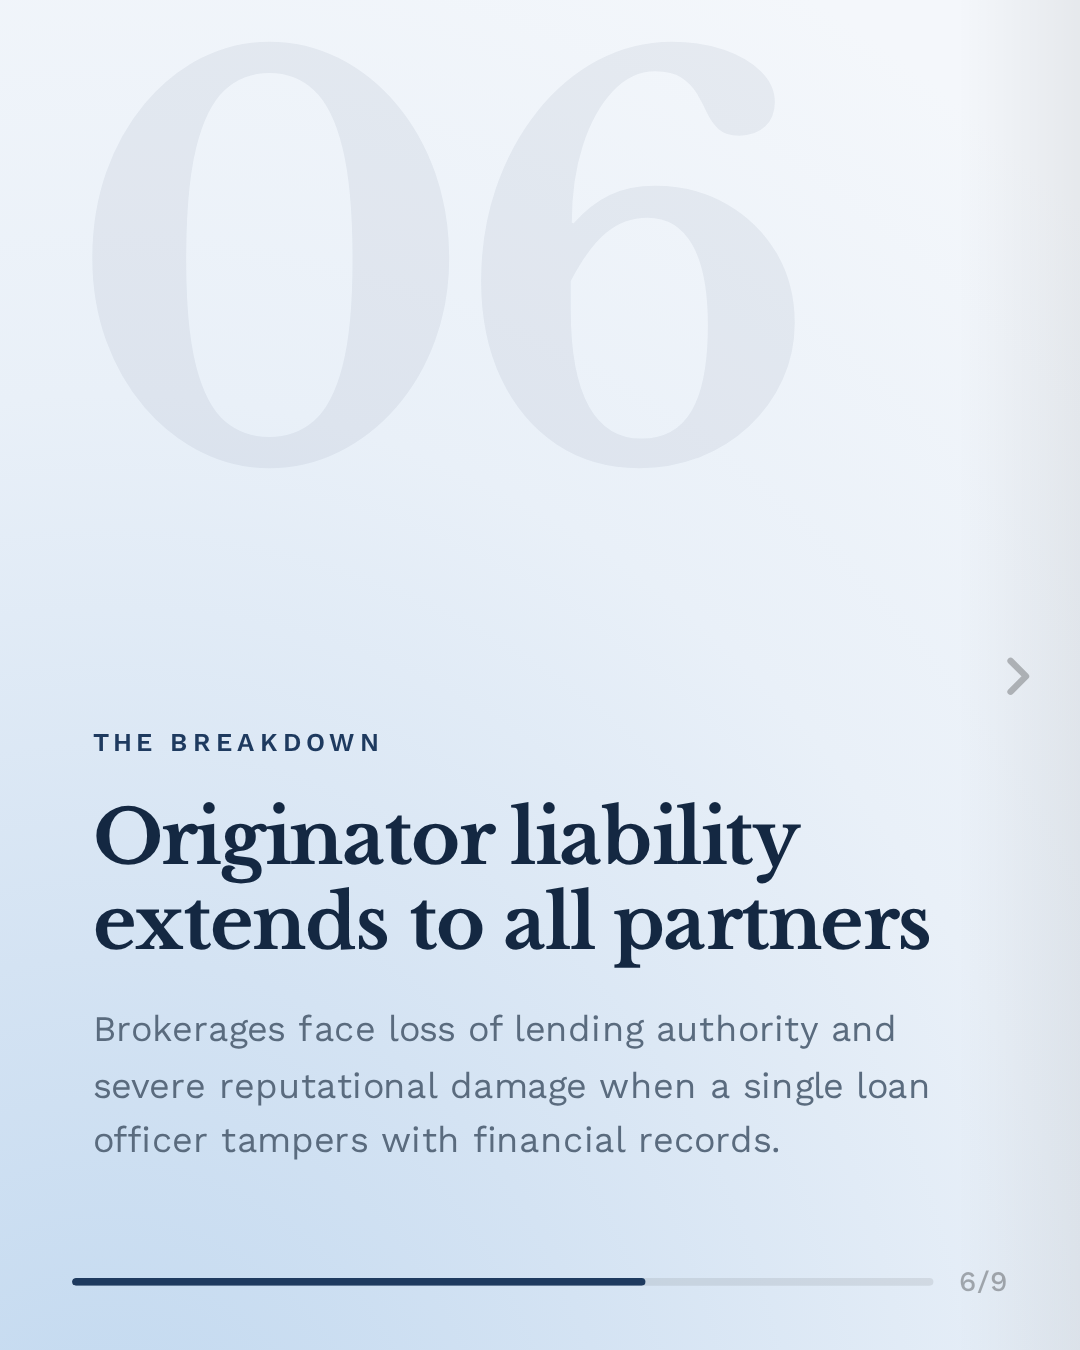 06
THE BREAKDOWN
Originator liability
extends to all partners
Brokerages face loss of lending authority and
severe reputational damage when a single loan
officer tampers with financial records.
6/9